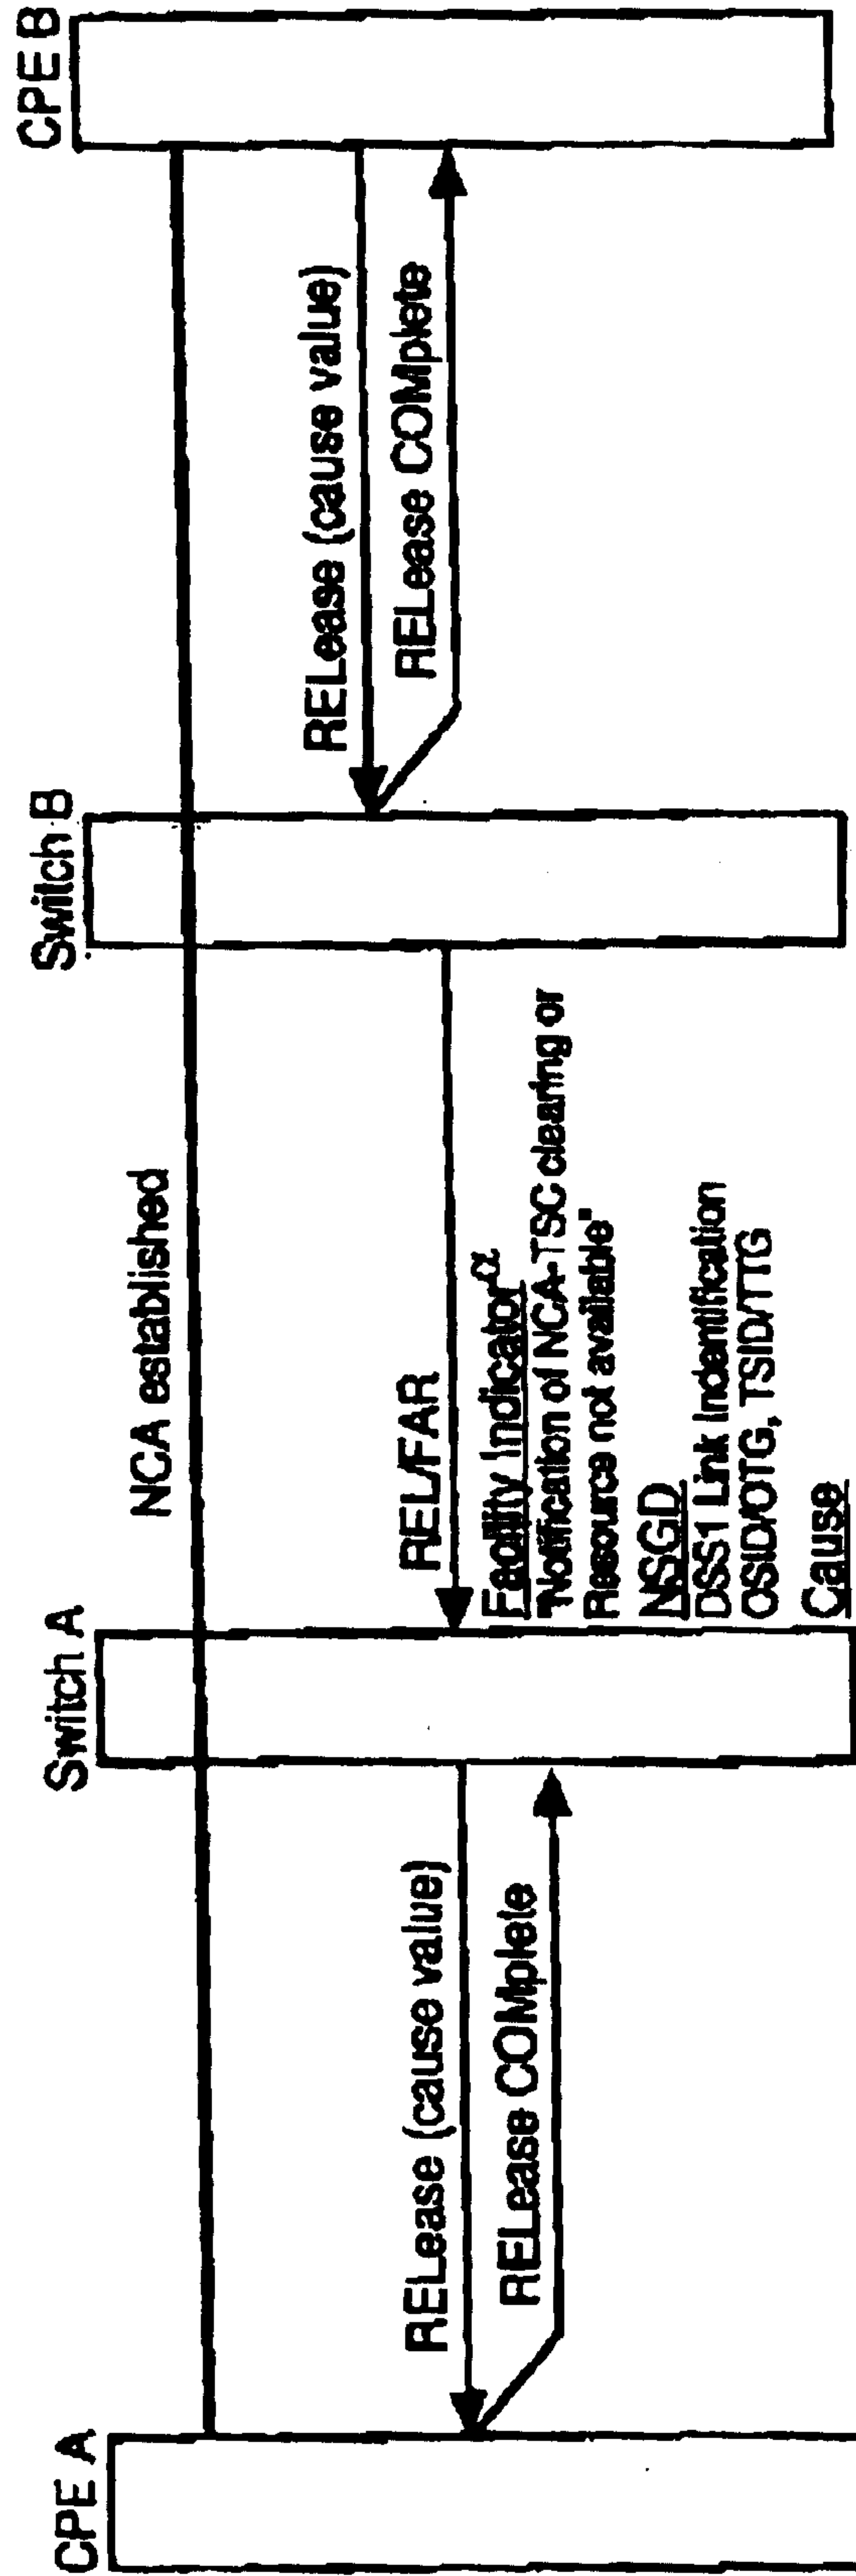 CPE A
Switch A
Switch B
CPE B
NCA established
RELease (cause value)
RELease COMplete
REL/FAR
Facility Indicator α
"Notification of NCA-TSC clearing or
Resource not available"
NSGD
DSS1 Link Indentification
OSID/OTG, TSID/TTG
Cause
RELease (cause value)
RELease COMplete